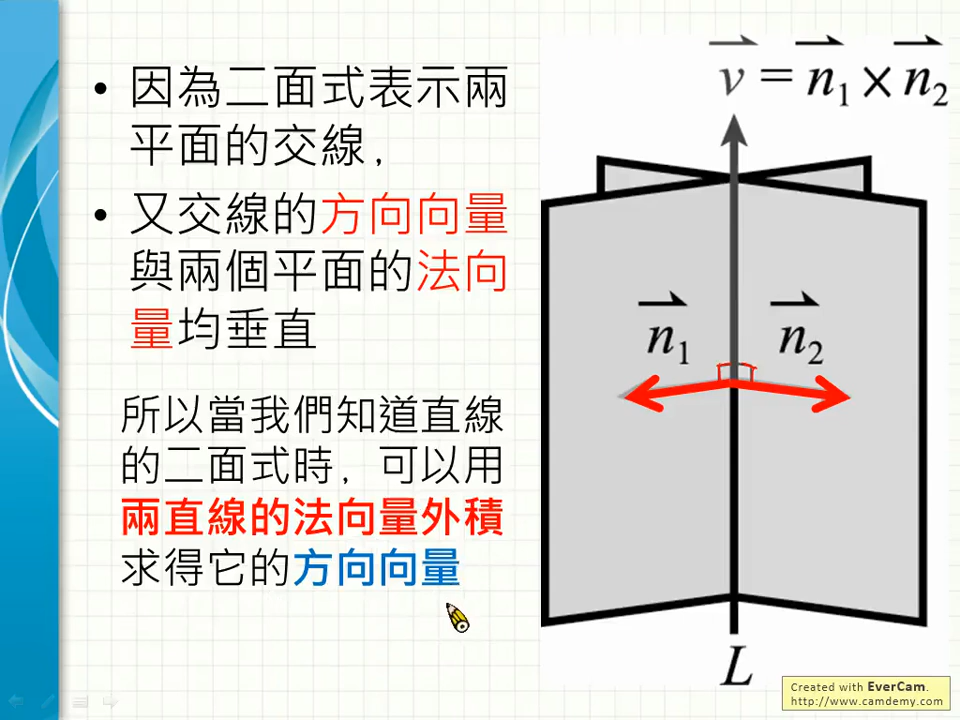 • 因為二面式表示兩
平面的交線，
• 又交線的方向向量
與兩個平面的法向
量均垂直
所以當我們知道直線
的二面式時，可以用
兩直線的法向量外積
求得它的方向向量
v = n₁ × n₂
n₁
n₂
L
Created with EverCam.
http://www.camdemy.com